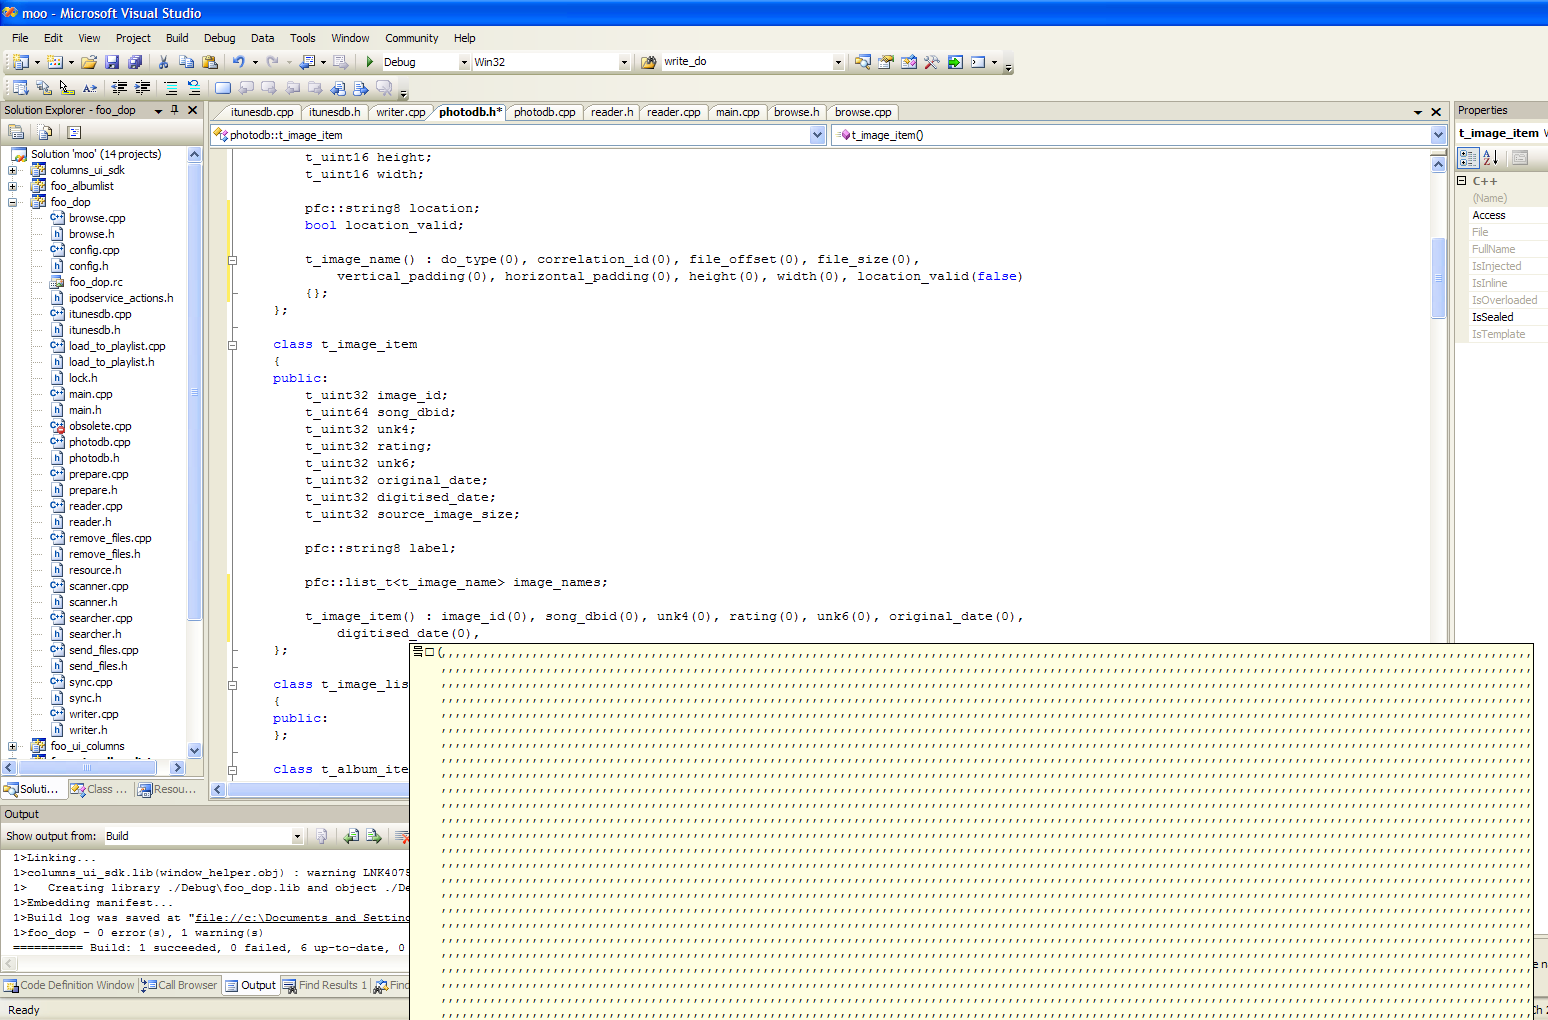 moo - Microsoft Visual Studio
File Edit View Project Build Debug Data Tools Window Community Help
Debug Win32 write_do
Solution Explorer - foo_dop
itunesdb.cpp itunesdb.h writer.cpp photodb.h* photodb.cpp reader.h reader.cpp main.cpp browse.h browse.cpp
photodb::t_image_item t_image_item()
Solution 'moo' (14 projects)
columns_ui_sdk
foo_albumlist
foo_dop
browse.cpp
browse.h
config.cpp
config.h
foo_dop.rc
ipodservice_actions.h
itunesdb.cpp
itunesdb.h
load_to_playlist.cpp
load_to_playlist.h
lock.h
main.cpp
main.h
obsolete.cpp
photodb.cpp
photodb.h
prepare.cpp
prepare.h
reader.cpp
reader.h
remove_files.cpp
remove_files.h
resource.h
scanner.cpp
scanner.h
searcher.cpp
searcher.h
send_files.cpp
send_files.h
sync.cpp
sync.h
writer.cpp
writer.h
foo_ui_columns
Soluti... Class ... Resou...
t_uint16 height;
t_uint16 width;
pfc::string8 location;
bool location_valid;
t_image_name() : do_type(0), correlation_id(0), file_offset(0), file_size(0),
vertical_padding(0), horizontal_padding(0), height(0), width(0), location_valid(false)
{};
};
class t_image_item
{
public:
t_uint32 image_id;
t_uint64 song_dbid;
t_uint32 unk4;
t_uint32 rating;
t_uint32 unk6;
t_uint32 original_date;
t_uint32 digitised_date;
t_uint32 source_image_size;
pfc::string8 label;
pfc::list_t<t_image_name> image_names;
t_image_item() : image_id(0), song_dbid(0), unk4(0), rating(0), unk6(0), original_date(0),
digitised_date(0),
};
class t_image_lis
{
public:
};
class t_album_ite
Properties
t_image_item
C++
(Name)
Access
File
FullName
IsInjected
IsInline
IsOverloaded
IsSealed
IsTemplate
Output
Show output from: Build
1>Linking...
1>columns_ui_sdk.lib(window_helper.obj) : warning LNK4075
1> Creating library ./Debug\foo_dop.lib and object ./De
1>Embedding manifest...
1>Build log was saved at "file://c:\Documents and Setting
1>foo_dop - 0 error(s), 1 warning(s)
========== Build: 1 succeeded, 0 failed, 6 up-to-date, 0
Code Definition Window Call Browser Output Find Results 1 Find
Ready